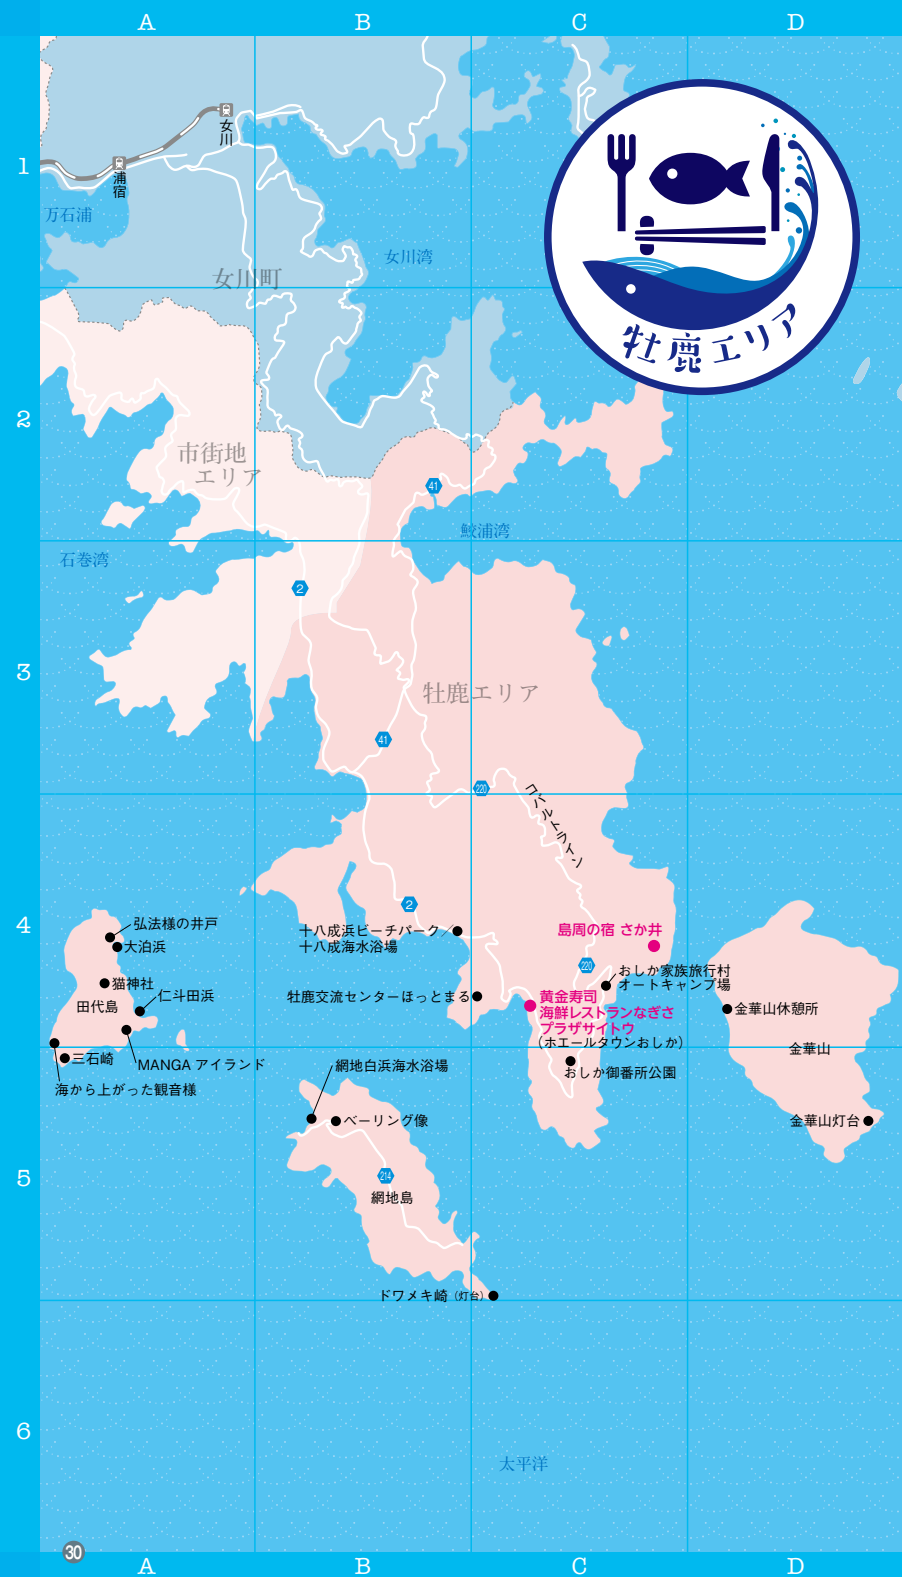 A
B
C
D
1
女川
浦宿
万石浦
女川湾
女川町
牡鹿エリア
2
市街地
エリア
41
鮫浦湾
石巻湾
2
3
牡鹿エリア
41
220
コバルトライン
2
4
弘法様の井戸
大泊浜
猫神社
仁斗田浜
田代島
三石崎
MANGA アイランド
海から上がった観音様
十八成浜ビーチパーク
十八成海水浴場
牡鹿交流センターほっとまる
島周の宿 さか井
220
おしか家族旅行村
オートキャンプ場
黄金寿司
海鮮レストランなぎさ
プラザサイトウ
(ホエールタウンおしか)
おしか御番所公園
金華山休憩所
金華山
金華山灯台
網地白浜海水浴場
ベーリング像
5
214
網地島
ドワメキ崎(灯台)
6
太平洋
30
A
B
C
D